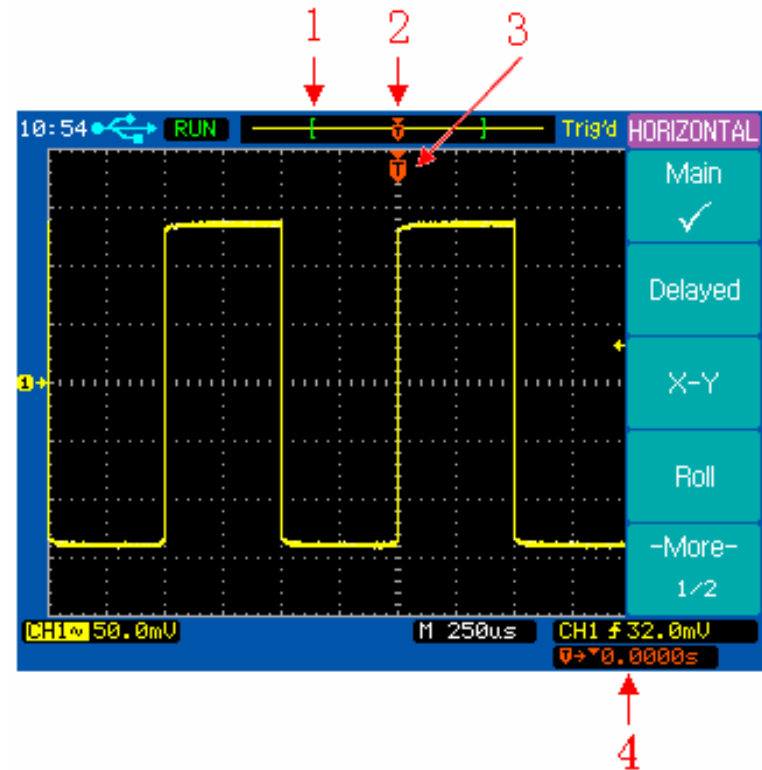 1 2 3
10:54 RUN [ T ] Trig'd HORIZONTAL
T
Main
✓
Delayed
1
X-Y
Roll
-More-
1/2
CH1~ 50.0mV M 250us CH1 32.0mV
T→▼0.0000s
4